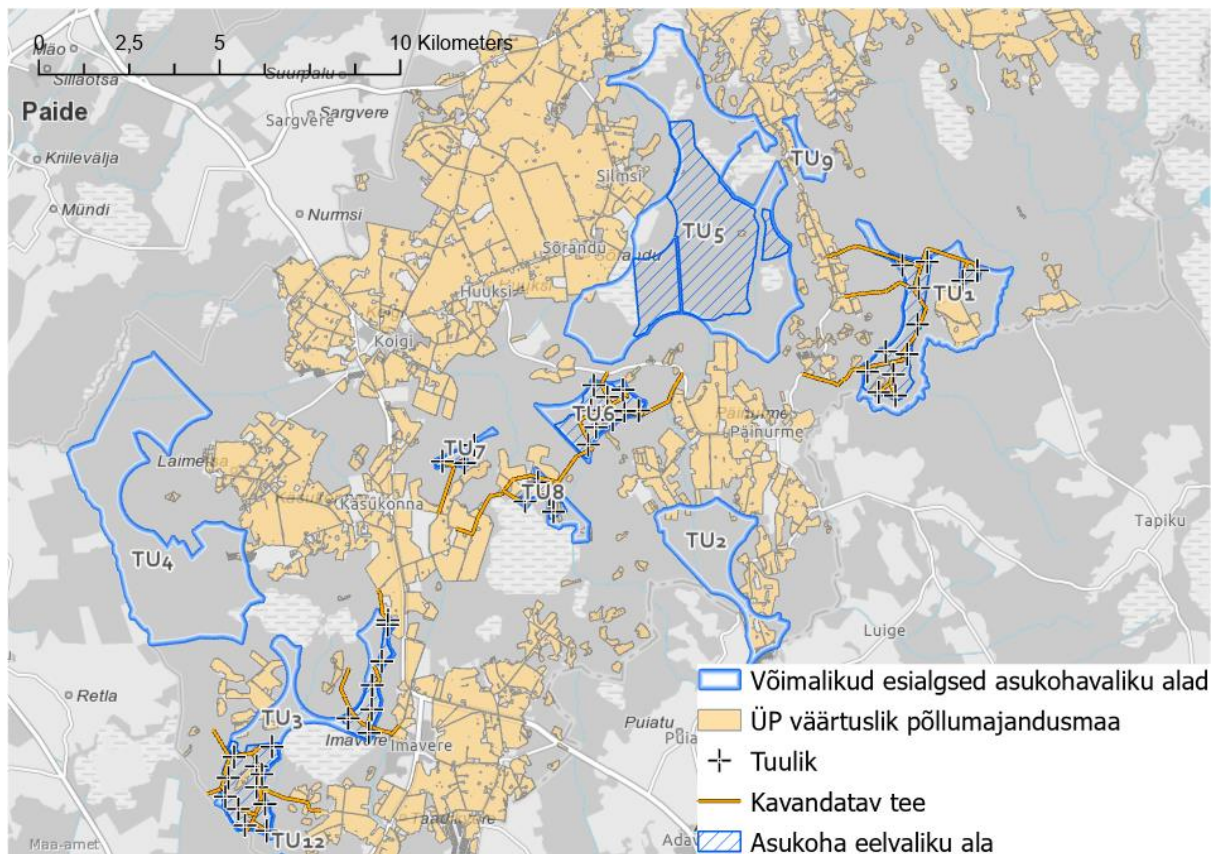 0 2,5 5 10 Kilometers
Mäo
Sillaotsa
Suurpalu
Paide
Sargvere
Sargvere
Kriilevälja
TU9
Silmsi
Mündi
Nurmsi
TU5
Sõrandu
Sõrandu
Huuksi
Huuksi
TU1
Koigi
Koigi
TU6
Päinurme
Päinurme
TU7
Laimetsa
Käsukonna
TU8
Tapiku
TU2
TU4
Luige
Retla
Võimalikud esialgsed asukohavaliku alad
TU3
ÜP väärtuslik põllumajandusmaa
Puiatu
Imavere
Imavere
Tuulik
Kavandatav tee
TU12
Maa-amet
Asukoha eelvaliku ala